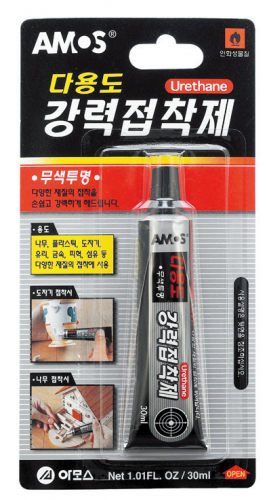 AMOS®
인화성물질
다용도
Urethane
강력접착제
•무색투명•
다양한 재질의 접착을
손쉽고 강력하게 해드립니다.
•용도
나무, 플라스틱, 도자기,
유리, 금속, 피혁, 섬유 등
다양한 재질의 접착에 사용
•도자기 접착시
•나무 접착시
AMOS®
다용도
•무색투명•
강력접착제
Urethane
30ml
아모스
Net 1.01FL. OZ / 30ml
OPEN